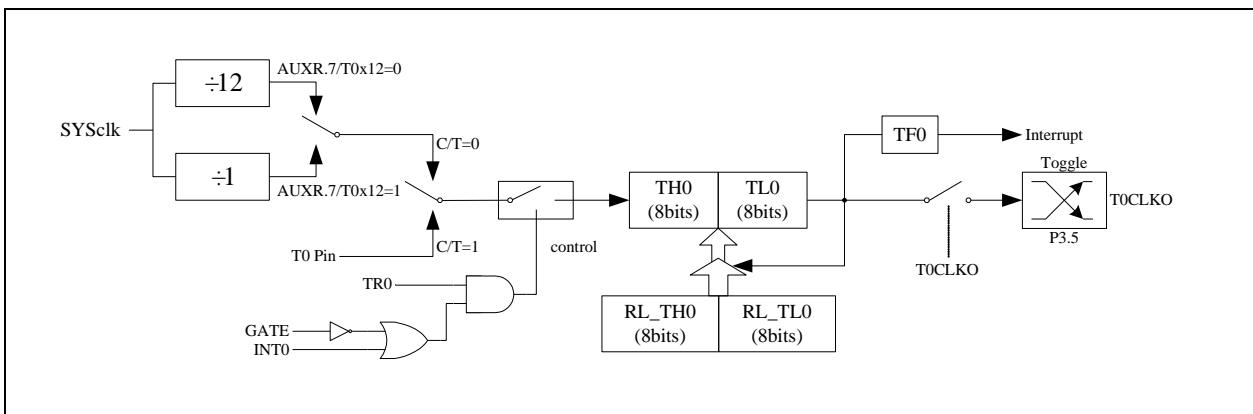 ÷12
AUXR.7/T0x12=0
SYSclk
C/T=0
÷1
AUXR.7/T0x12=1
T0 Pin
C/T=1
control
TR0
GATE
INT0
TH0
(8bits)
TL0
(8bits)
RL_TH0
(8bits)
RL_TL0
(8bits)
TF0
Interrupt
Toggle
T0CLKO
P3.5
T0CLKO